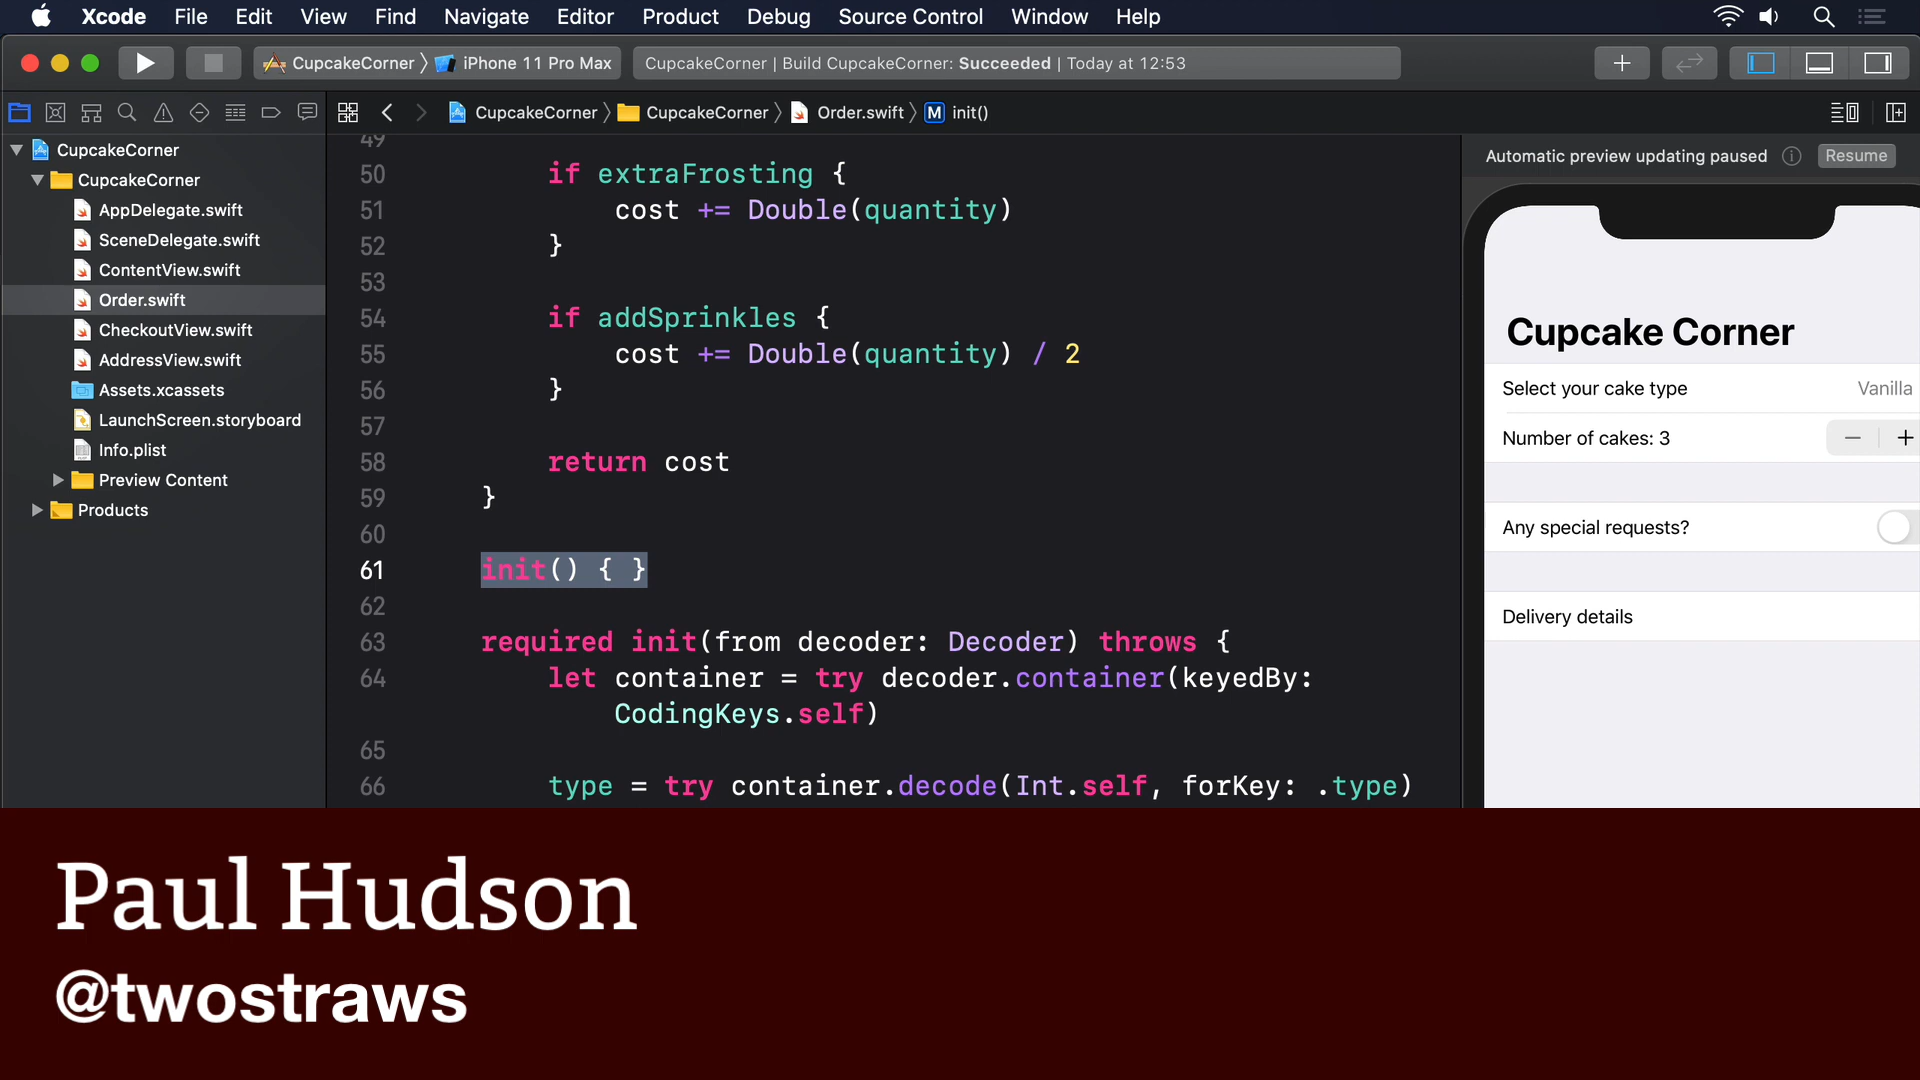 Xcode File Edit View Find Navigate Editor Product Debug Source Control Window Help
CupcakeCorner iPhone 11 Pro Max
CupcakeCorner | Build CupcakeCorner: Succeeded | Today at 12:53
CupcakeCorner CupcakeCorner Order.swift M init()
CupcakeCorner
CupcakeCorner
AppDelegate.swift
SceneDelegate.swift
ContentView.swift
Order.swift
CheckoutView.swift
AddressView.swift
Assets.xcassets
LaunchScreen.storyboard
Info.plist
Preview Content
Products
49
50 if extraFrosting {
51 cost += Double(quantity)
52 }
53
54 if addSprinkles {
55 cost += Double(quantity) / 2
56 }
57
58 return cost
59 }
60
61 init() { }
62
63 required init(from decoder: Decoder) throws {
64 let container = try decoder.container(keyedBy:
CodingKeys.self)
65
66 type = try container.decode(Int.self, forKey: .type)
Automatic preview updating paused Resume
Cupcake Corner
Select your cake type Vanilla
Number of cakes: 3 − +
Any special requests?
Delivery details
Paul Hudson
@twostraws